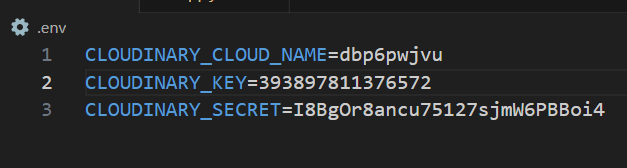 .env
1 CLOUDINARY_CLOUD_NAME=dbp6pwjvu
2 CLOUDINARY_KEY=393897811376572
3 CLOUDINARY_SECRET=I8BgOr8ancu75127sjmW6PBBoi4